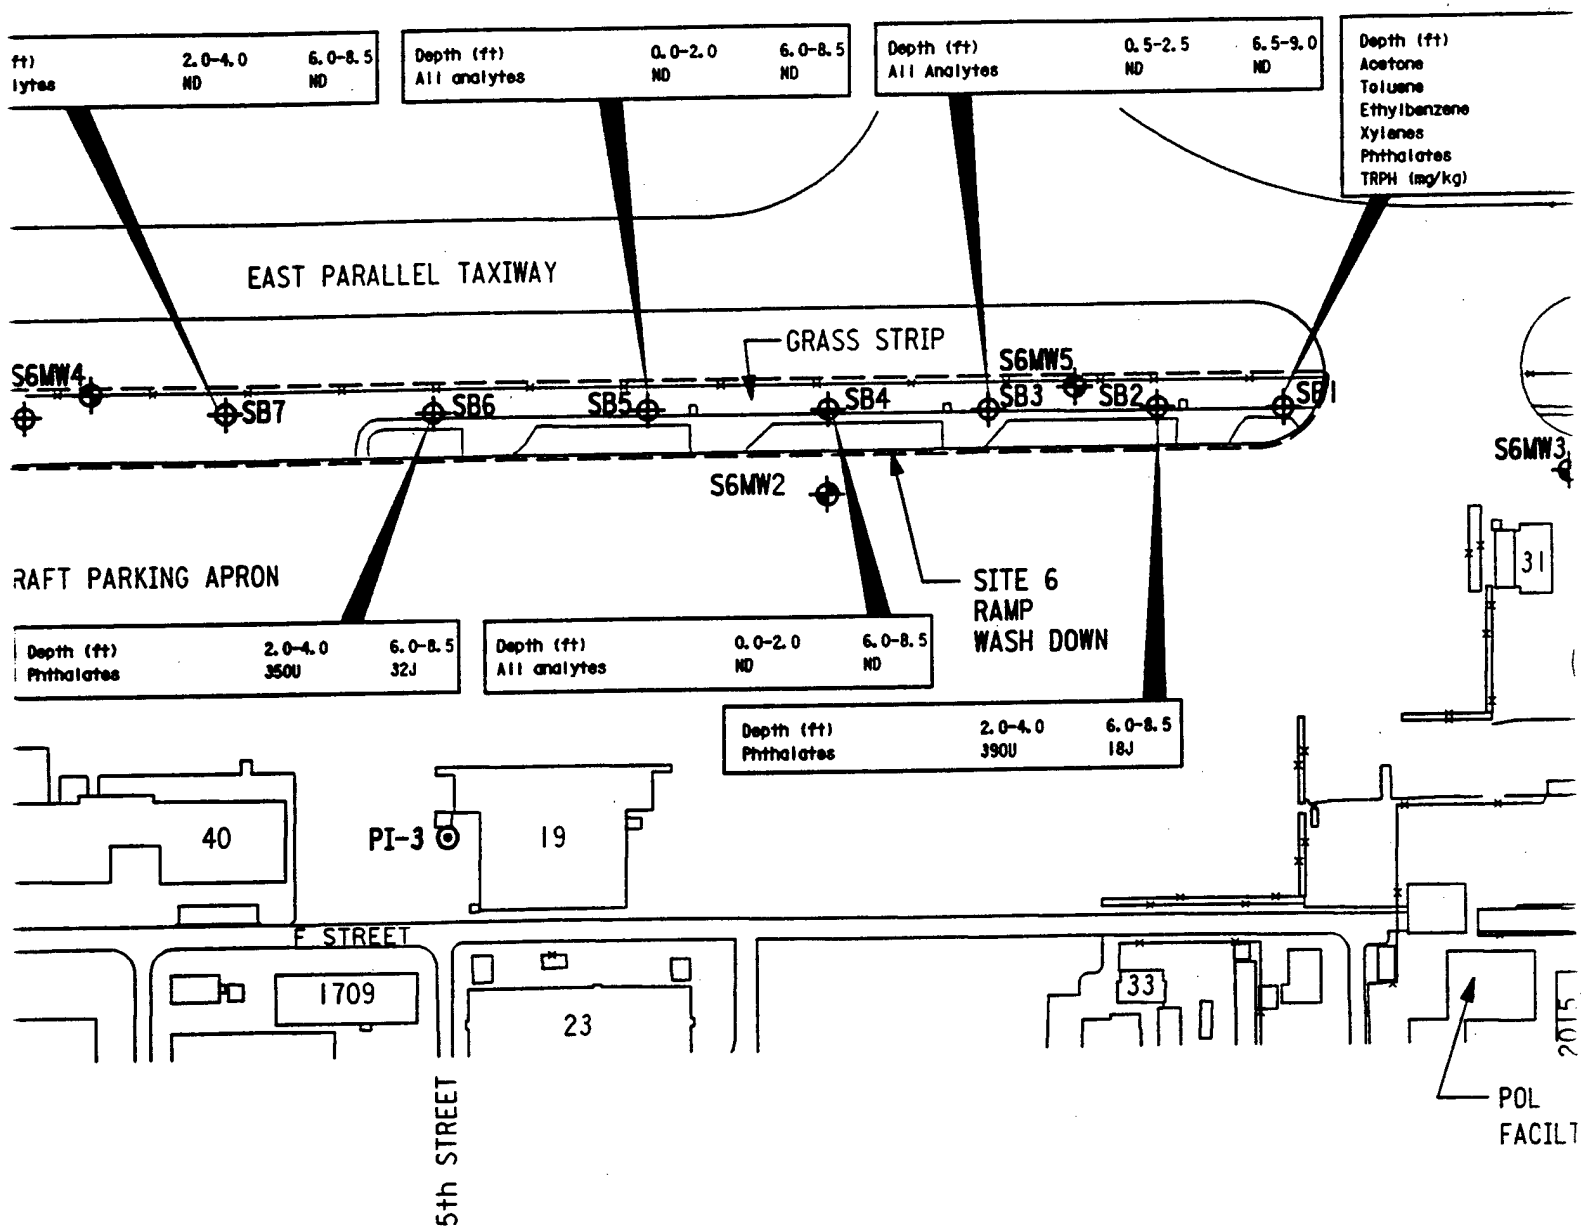 ft) 2.0-4.0 6.0-8.5
lytes ND ND
Depth (ft) 0.0-2.0 6.0-8.5
All analytes ND ND
Depth (ft) 0.5-2.5 6.5-9.0
All Analytes ND ND
Depth (ft)
Acetone
Toluene
Ethylbenzene
Xylenes
Phthalates
TRPH (mg/kg)
EAST PARALLEL TAXIWAY
GRASS STRIP
S6MW4
S6MW5
SB7
SB6
SB5
SB4
SB3
SB2
SB1
S6MW2
S6MW3
RAFT PARKING APRON
SITE 6
RAMP
WASH DOWN
31
Depth (ft) 2.0-4.0 6.0-8.5
Phthalates 350U 32J
Depth (ft) 0.0-2.0 6.0-8.5
All analytes ND ND
Depth (ft) 2.0-4.0 6.0-8.5
Phthalates 390U 18J
40
PI-3
19
F STREET
1709
23
33
2015
5th STREET
POL
FACILT